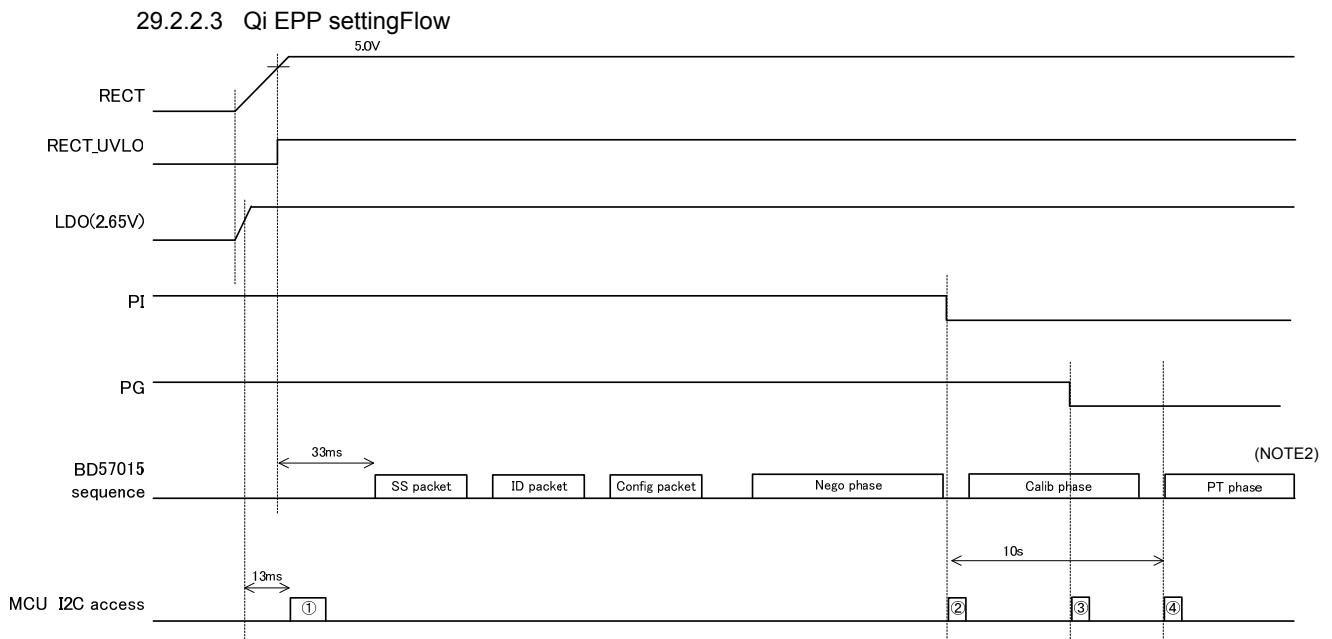 29.2.2.3 Qi EPP settingFlow
5.0V
RECT
RECT_UVLO
LDO(2.65V)
PI
PG
33ms
(NOTE2)
BD57015
sequence
SS packet
ID packet
Config packet
Nego phase
Calib phase
PT phase
10s
13ms
MCU I2C access
①
②
③
④